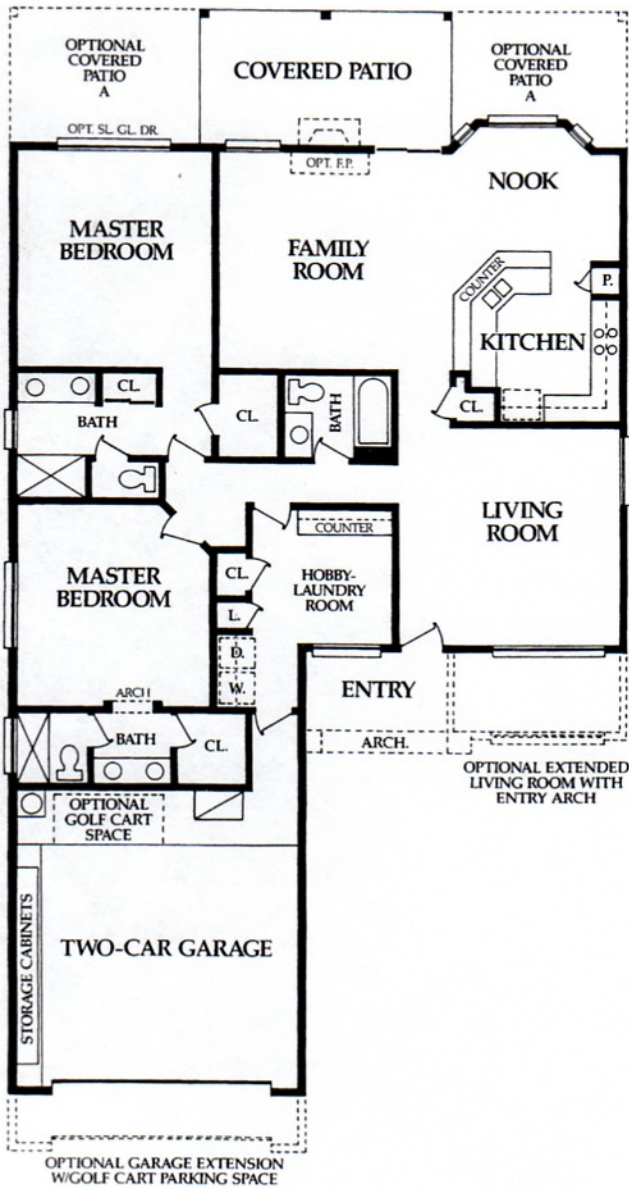 OPTIONAL
COVERED
PATIO
A
COVERED PATIO
OPTIONAL
COVERED
PATIO
A
OPT. SL. GL. DR.
OPT. F.P.
NOOK
MASTER
BEDROOM
FAMILY
ROOM
COUNTER
P.
KITCHEN
CL.
CL.
BATH
CL.
BATH
LIVING
ROOM
COUNTER
MASTER
BEDROOM
CL.
HOBBY-
LAUNDRY
ROOM
L.
D.
W.
ENTRY
ARCH
BATH
CL.
ARCH.
OPTIONAL EXTENDED
LIVING ROOM WITH
ENTRY ARCH
OPTIONAL
GOLF CART
SPACE
STORAGE CABINETS
TWO-CAR GARAGE
OPTIONAL GARAGE EXTENSION
W/GOLF CART PARKING SPACE